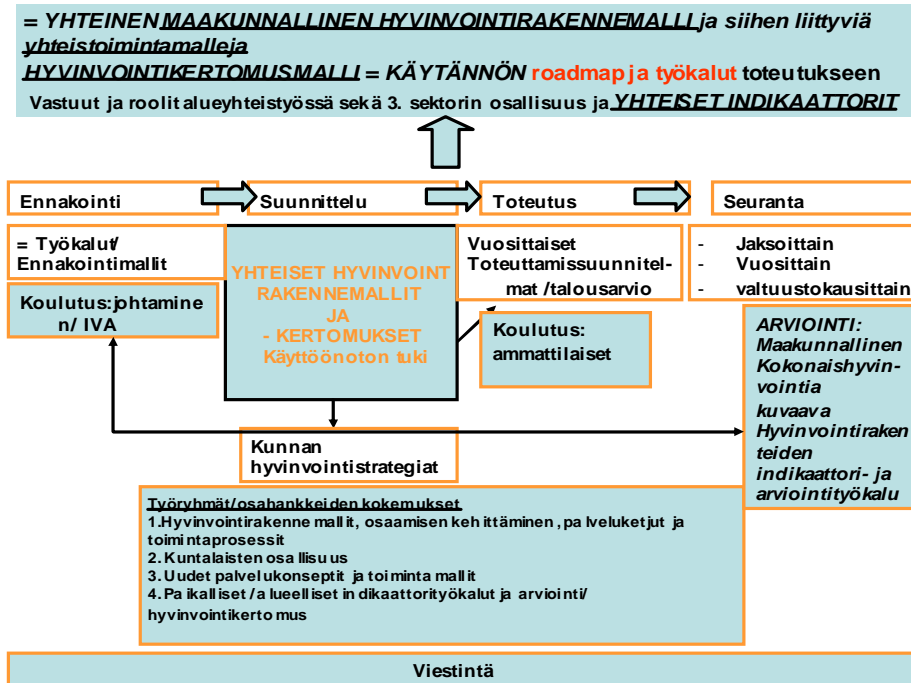 = YHTEINEN MAAKUNNALLINEN HYVINVOINTIRAKENNEMALLI ja siihen liittyviä
yhteistoimintamalleja
HYVINVOINTIKERTOMUSMALLI = KÄYTÄNNÖN roadmap ja työkalut toteutukseen
Vastuut ja roolit alueyhteistyössä sekä 3. sektorin osallisuus ja YHTEISET INDIKAATTORIT
Ennakointi
Suunnittelu
Toteutus
Seuranta
= Työkalut/
Ennakointimallit
Koulutus:johtamine
n/ IVA
YHTEISET HYVINVOINT
RAKENNEMALLIT
JA
- KERTOMUKSET
Käyttöönoton tuki
Vuosittaiset
Toteuttamissuunnitel-
mat /talousarvio
Koulutus:
ammattilaiset
- Jaksoittain
- Vuosittain
- valtuustokausittain
ARVIOINTI:
Maakunnallinen
Kokonaishyvin-
vointia
kuvaava
Hyvinvointiraken
teiden
indikaattori- ja
arviointityökalu
Kunnan
hyvinvointistrategiat
Työryhmät/osahankkeiden kokemukset
1.Hyvinvointirakennemallit, osaamisen kehittäminen, palveluketjut ja
toimintaprosessit
2. Kuntalaisten osallisuus
3. Uudet palvelukonseptit ja toimintamallit
4. Paikalliset /alueelliset indikaattorityökalut ja arviointi/
hyvinvointikertomus
Viestintä